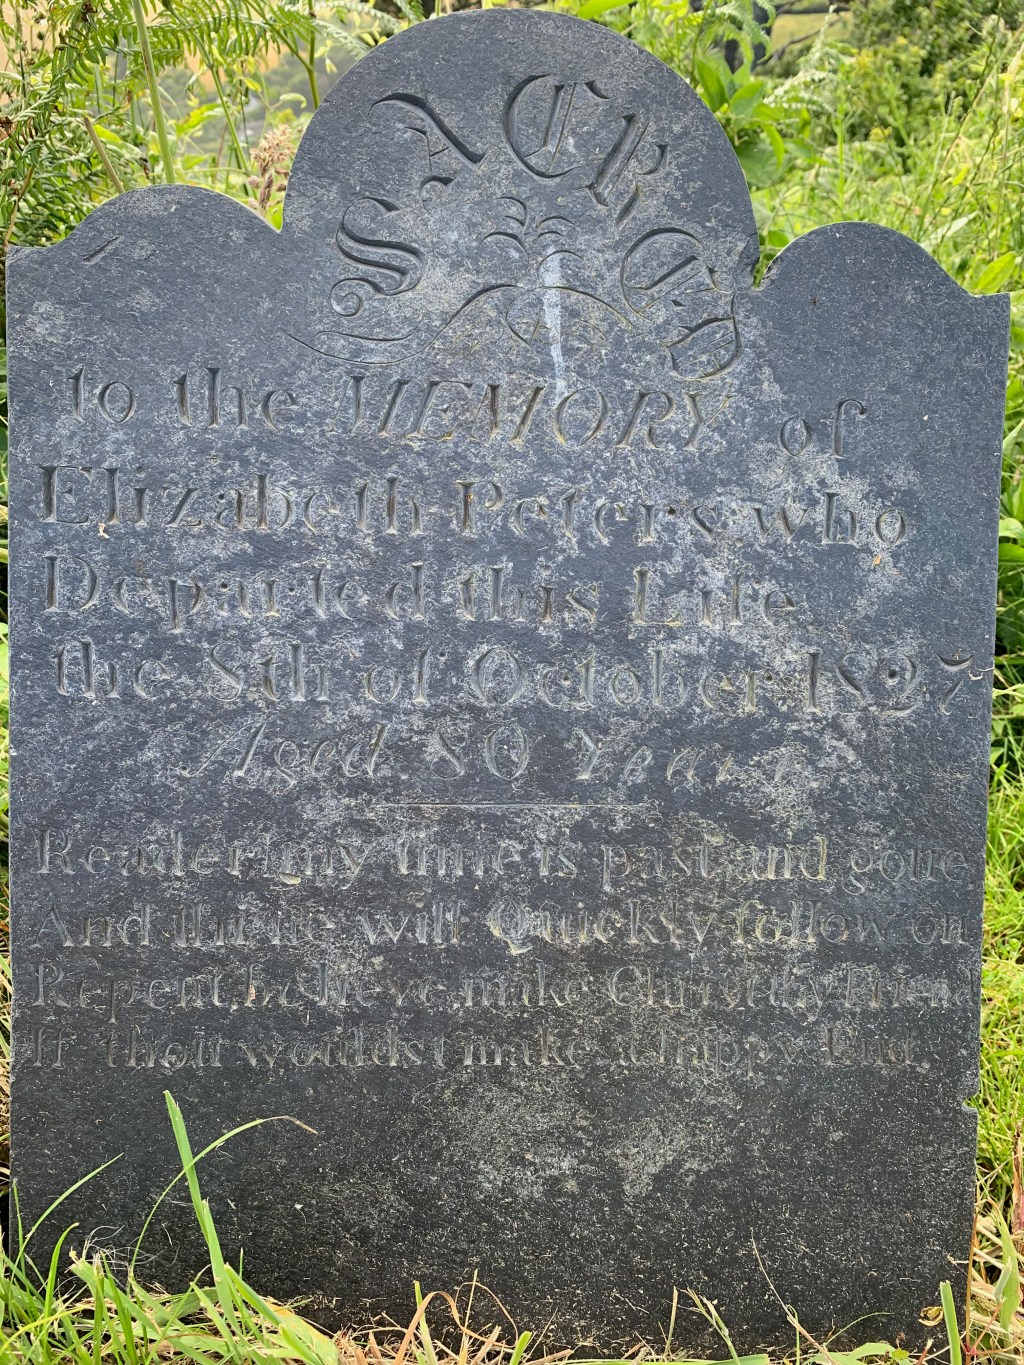 SACRED
to the MEMORY of
Elizabeth Peters who
Departed this Life
the 8th of October 1827
Aged 80 Years
Reader! my time is past and gone
And thine will Quickly follow on
Repent, believe, make Christ thy Friend
If thou wouldst make a happy End.